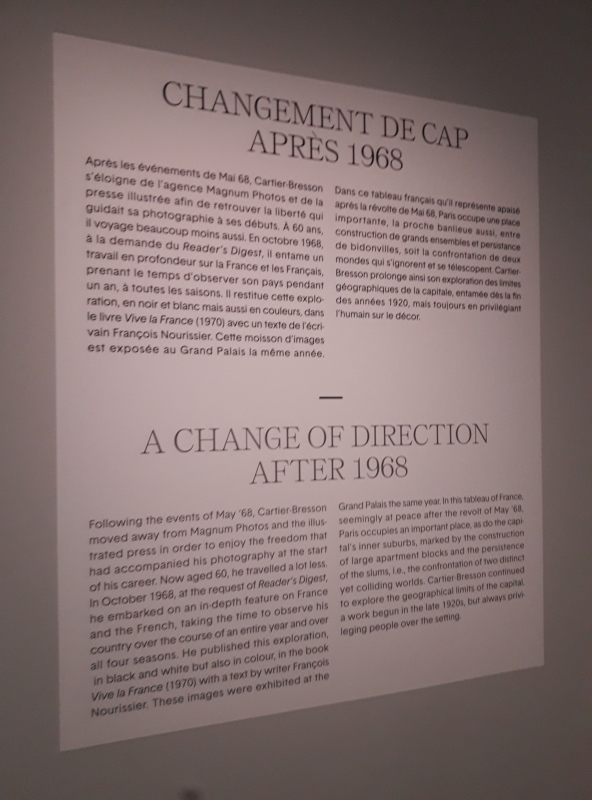 CHANGEMENT DE CAP
APRÈS 1968
Après les événements de Mai 68, Cartier-Bresson
s'éloigne de l'agence Magnum Photos et de la
presse illustrée afin de retrouver la liberté qui
guidait sa photographie à ses débuts. À 60 ans,
il voyage beaucoup moins aussi. En octobre 1968,
à la demande du Reader's Digest, il entame un
travail en profondeur sur la France et les Français,
prenant le temps d'observer son pays pendant
un an, à toutes les saisons. Il restitue cette explo-
ration, en noir et blanc mais aussi en couleurs, dans
le livre Vive la France (1970) avec un texte de l'écri-
vain François Nourissier. Cette moisson d'images
est exposée au Grand Palais la même année.
Dans ce tableau français qu'il représente apaisé
après la révolte de Mai 68, Paris occupe une place
importante, la proche banlieue aussi, entre
construction de grands ensembles et persistance
de bidonvilles, soit la confrontation de deux
mondes qui s'ignorent et se télescopent. Cartier-
Bresson prolonge ainsi son exploration des limites
géographiques de la capitale, entamée dès la fin
des années 1920, mais toujours en privilégiant
l'humain sur le décor.
A CHANGE OF DIRECTION
AFTER 1968
Following the events of May '68, Cartier-Bresson
moved away from Magnum Photos and the illus-
trated press in order to enjoy the freedom that
had accompanied his photography at the start
of his career. Now aged 60, he travelled a lot less.
In October 1968, at the request of Reader's Digest,
he embarked on an in-depth feature on France
and the French, taking the time to observe his
country over the course of an entire year and over
all four seasons. He published this exploration,
in black and white but also in colour, in the book
Vive la France (1970) with a text by writer François
Nourissier. These images were exhibited at the
Grand Palais the same year. In this tableau of France,
seemingly at peace after the revolt of May '68,
Paris occupies an important place, as do the capi-
tal's inner suburbs, marked by the construction
of large apartment blocks and the persistence
of the slums, i.e., the confrontation of two distinct
yet colliding worlds. Cartier-Bresson continued
to explore the geographical limits of the capital,
a work begun in the late 1920s, but always privi-
leging people over the setting.